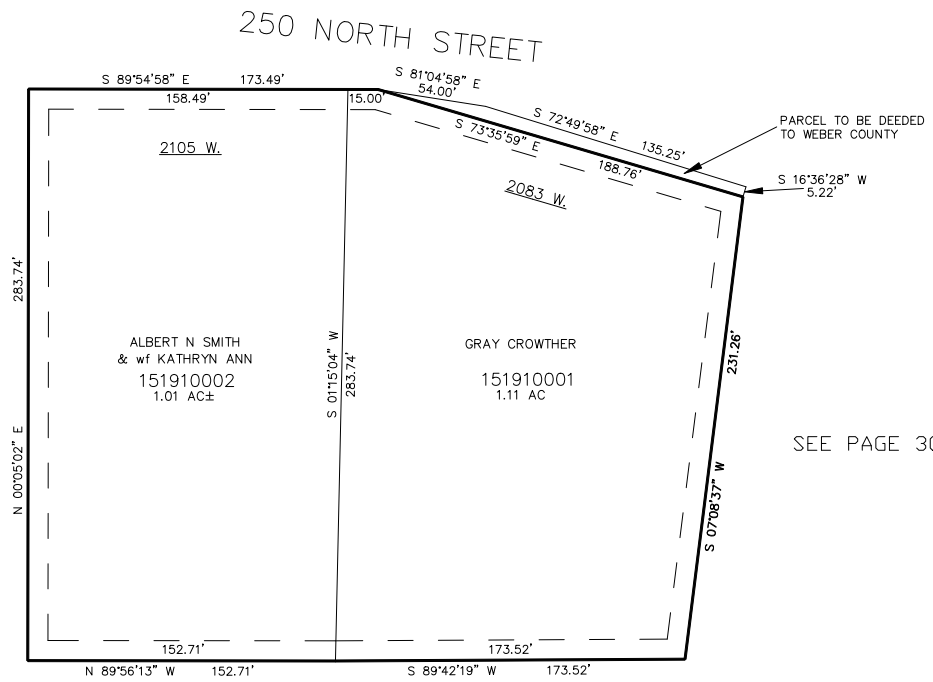 250 NORTH STREET
S 89°54'58" E 173.49'
158.49'
15.00'
S 81°04'58" E
54.00'
S 72°49'58" E 135.25'
S 73°35'59" E 188.76'
PARCEL TO BE DEEDED
TO WEBER COUNTY
S 16°36'28" W
5.22'
2105 W.
2083 W.
N 00°05'02" E 283.74'
ALBERT N SMITH
& wf KATHRYN ANN
151910002
1.01 AC±
S 01°15'04" W
283.74'
GRAY CROWTHER
151910001
1.11 AC
S 07°08'37" W 231.26'
SEE PAGE
152.71'
N 89°56'13" W 152.71'
173.52'
S 89°42'19" W 173.52'